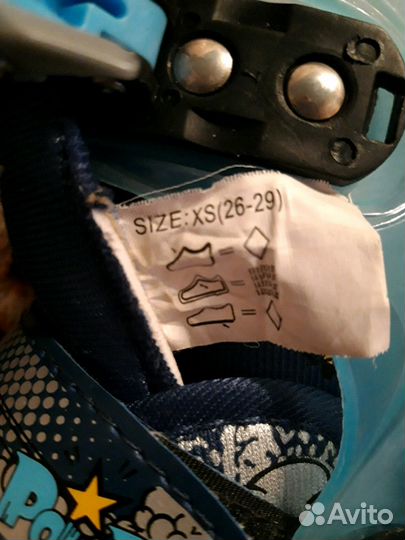 SIZE: XS(26-29)
=
=
=
Avito